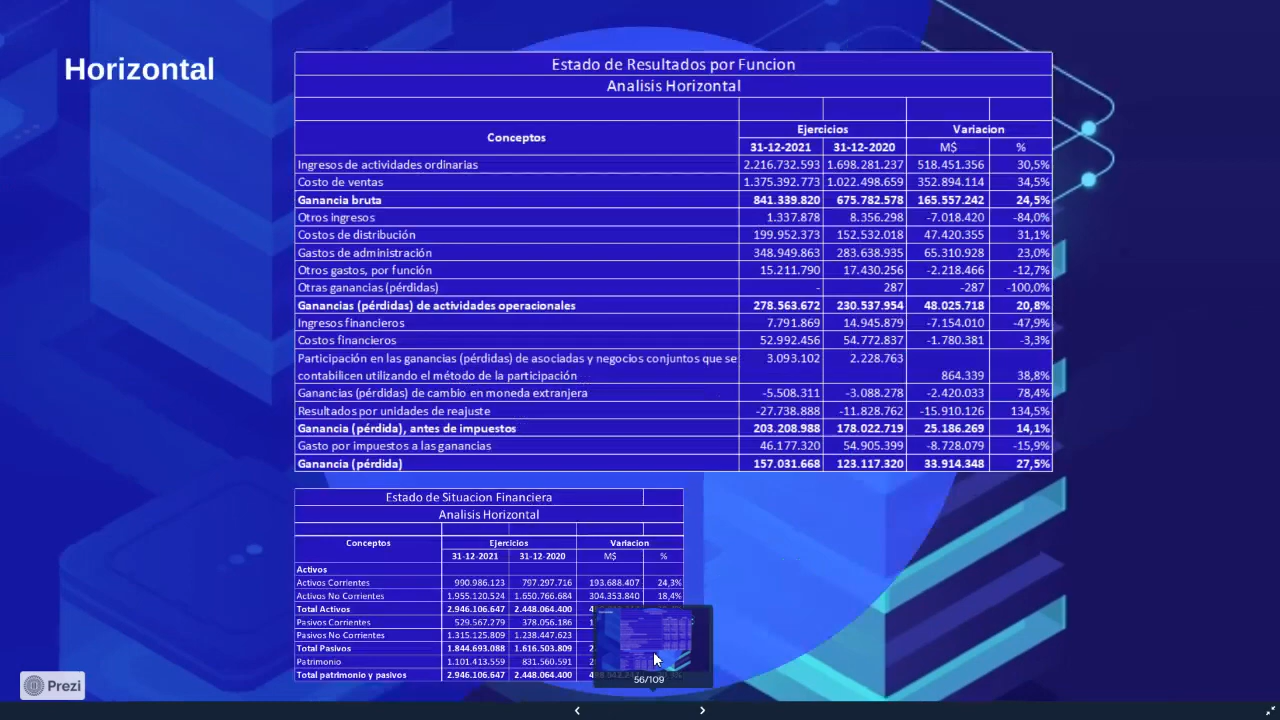 Horizontal
Estado de Resultados por Funcion
Analisis Horizontal
Conceptos Ejercicios Variacion
31-12-2021 31-12-2020 M$ %
Ingresos de actividades ordinarias 2.216.732.593 1.698.281.237 518.451.356 30,5%
Costo de ventas 1.375.392.773 1.022.498.659 352.894.114 34,5%
Ganancia bruta 841.339.820 675.782.578 165.557.242 24,5%
Otros ingresos 1.337.878 8.356.298 -7.018.420 -84,0%
Costos de distribución 199.952.373 152.532.018 47.420.355 31,1%
Gastos de administración 348.949.863 283.638.935 65.310.928 23,0%
Otros gastos, por función 15.211.790 17.430.256 -2.218.466 -12,7%
Otras ganancias (pérdidas) - 287 -287 -100,0%
Ganancias (pérdidas) de actividades operacionales 278.563.672 230.537.954 48.025.718 20,8%
Ingresos financieros 7.791.869 14.945.879 -7.154.010 -47,9%
Costos financieros 52.992.456 54.772.837 -1.780.381 -3,3%
Participación en las ganancias (pérdidas) de asociadas y negocios conjuntos que se 3.093.102 2.228.763
contabilicen utilizando el método de la participación 864.339 38,8%
Ganancias (pérdidas) de cambio en moneda extranjera -5.508.311 -3.088.278 -2.420.033 78,4%
Resultados por unidades de reajuste -27.738.888 -11.828.762 -15.910.126 134,5%
Ganancia (pérdida), antes de impuestos 203.208.988 178.022.719 25.186.269 14,1%
Gasto por impuestos a las ganancias 46.177.320 54.905.399 -8.728.079 -15,9%
Ganancia (pérdida) 157.031.668 123.117.320 33.914.348 27,5%
Estado de Situacion Financiera
Analisis Horizontal
Conceptos Ejercicios Variacion
31-12-2021 31-12-2020 M$ %
Activos
Activos Corrientes 990.986.123 797.297.716 193.688.407 24,3%
Activos No Corrientes 1.955.120.524 1.650.766.684 304.353.840 18,4%
Total Activos 2.946.106.647 2.448.064.400
Pasivos Corrientes 529.567.279 378.056.186
Pasivos No Corrientes 1.315.125.809 1.238.447.623
Total Pasivos 1.844.693.088 1.616.503.809
Patrimonio 1.101.413.559 831.560.591
Total patrimonio y pasivos 2.946.106.647 2.448.064.400
56/109
Prezi